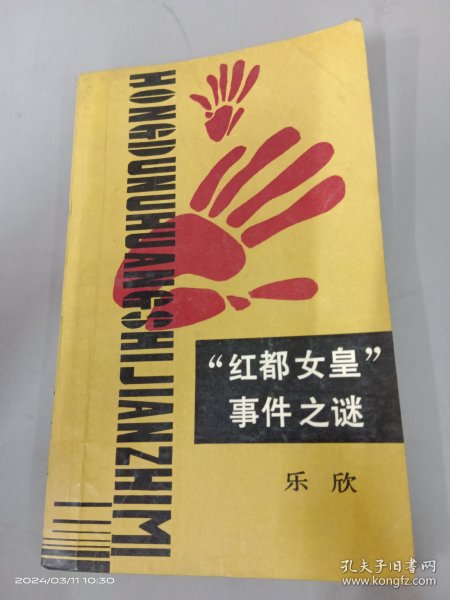 HONGDUNUHUANGSHIJIANZHIMI
“红都女皇”
事件之谜
乐欣
2024/03/11 10:30
孔夫子旧书网
www.kongfz.com